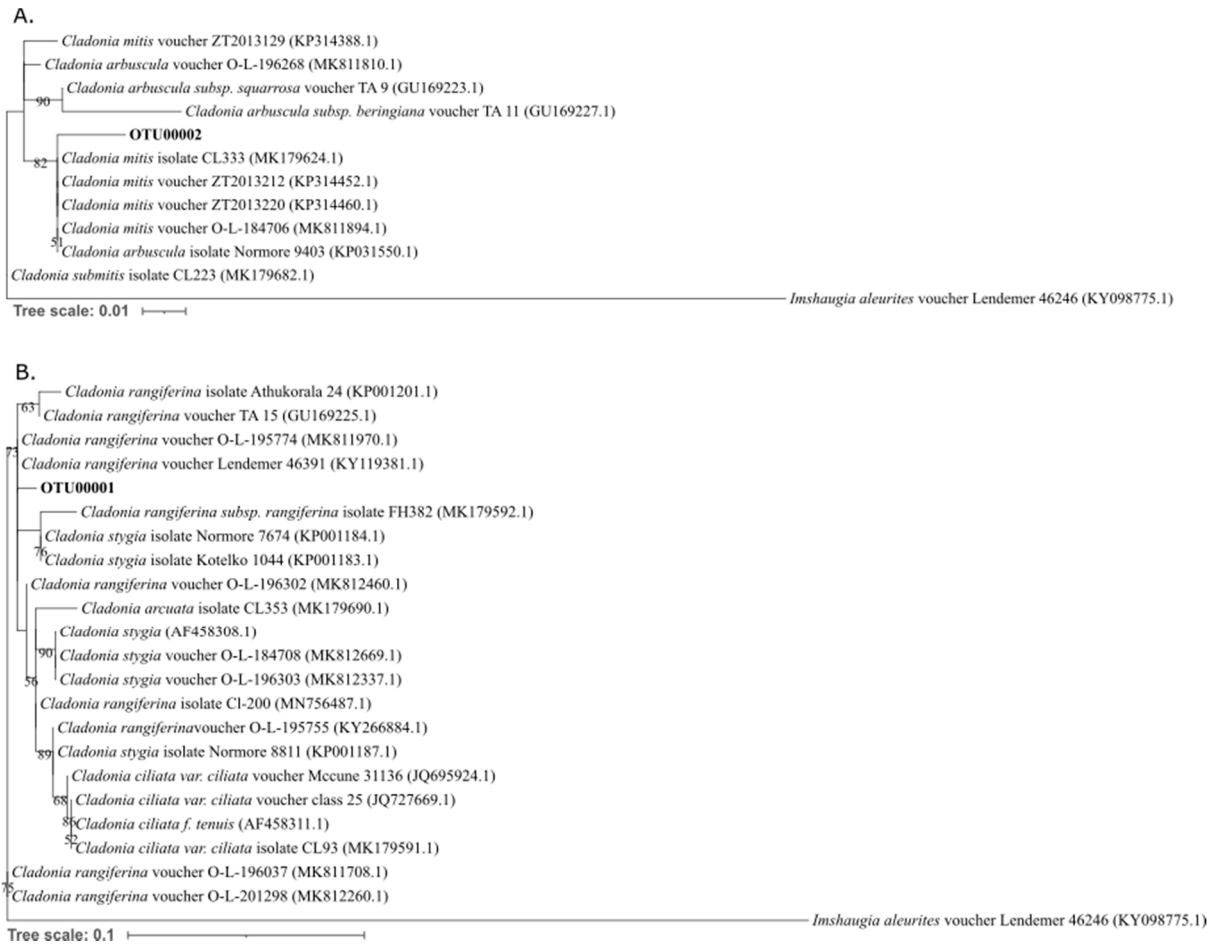 A.
Cladonia mitis voucher ZT2013129 (KP314388.1)
Cladonia arbuscula voucher O-L-196268 (MK811810.1)
Cladonia arbuscula subsp. squarrosa voucher TA 9 (GU169223.1)
90
Cladonia arbuscula subsp. beringiana voucher TA 11 (GU169227.1)
OTU00002
82
Cladonia mitis isolate CL333 (MK179624.1)
Cladonia mitis voucher ZT2013212 (KP314452.1)
Cladonia mitis voucher ZT2013220 (KP314460.1)
Cladonia mitis voucher O-L-184706 (MK811894.1)
51
Cladonia arbuscula isolate Normore 9403 (KP031550.1)
Cladonia submitis isolate CL223 (MK179682.1)
Imshaugia aleurites voucher Lendemer 46246 (KY098775.1)
Tree scale: 0.01
B.
Cladonia rangiferina isolate Athukorala 24 (KP001201.1)
63
Cladonia rangiferina voucher TA 15 (GU169225.1)
Cladonia rangiferina voucher O-L-195774 (MK811970.1)
73
Cladonia rangiferina voucher Lendemer 46391 (KY119381.1)
OTU00001
Cladonia rangiferina subsp. rangiferina isolate FH382 (MK179592.1)
Cladonia stygia isolate Normore 7674 (KP001184.1)
76
Cladonia stygia isolate Kotelko 1044 (KP001183.1)
Cladonia rangiferina voucher O-L-196302 (MK812460.1)
Cladonia arcuata isolate CL353 (MK179690.1)
Cladonia stygia (AF458308.1)
90
Cladonia stygia voucher O-L-184708 (MK812669.1)
56
Cladonia stygia voucher O-L-196303 (MK812337.1)
Cladonia rangiferina isolate Cl-200 (MN756487.1)
Cladonia rangiferinavoucher O-L-195755 (KY266884.1)
89
Cladonia stygia isolate Normore 8811 (KP001187.1)
Cladonia ciliata var. ciliata voucher Mccune 31136 (JQ695924.1)
68
Cladonia ciliata var. ciliata voucher class 25 (JQ727669.1)
86
Cladonia ciliata f. tenuis (AF458311.1)
52
Cladonia ciliata var. ciliata isolate CL93 (MK179591.1)
Cladonia rangiferina voucher O-L-196037 (MK811708.1)
75
Cladonia rangiferina voucher O-L-201298 (MK812260.1)
Imshaugia aleurites voucher Lendemer 46246 (KY098775.1)
Tree scale: 0.1